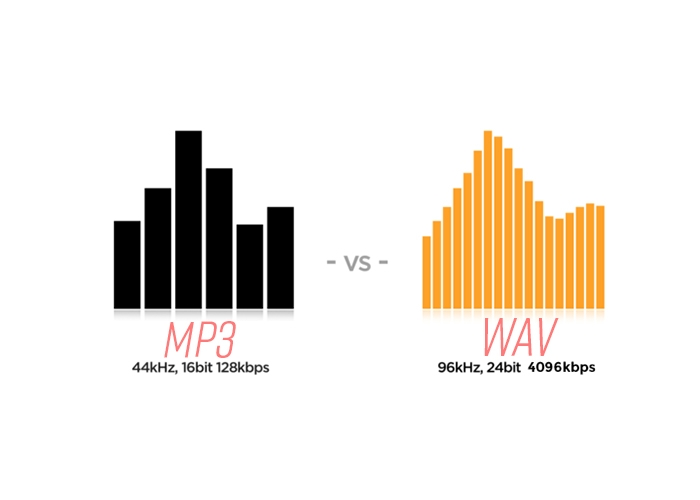 - vs -
MP3
WAV
44kHz, 16bit 128kbps
96kHz, 24bit 4096kbps